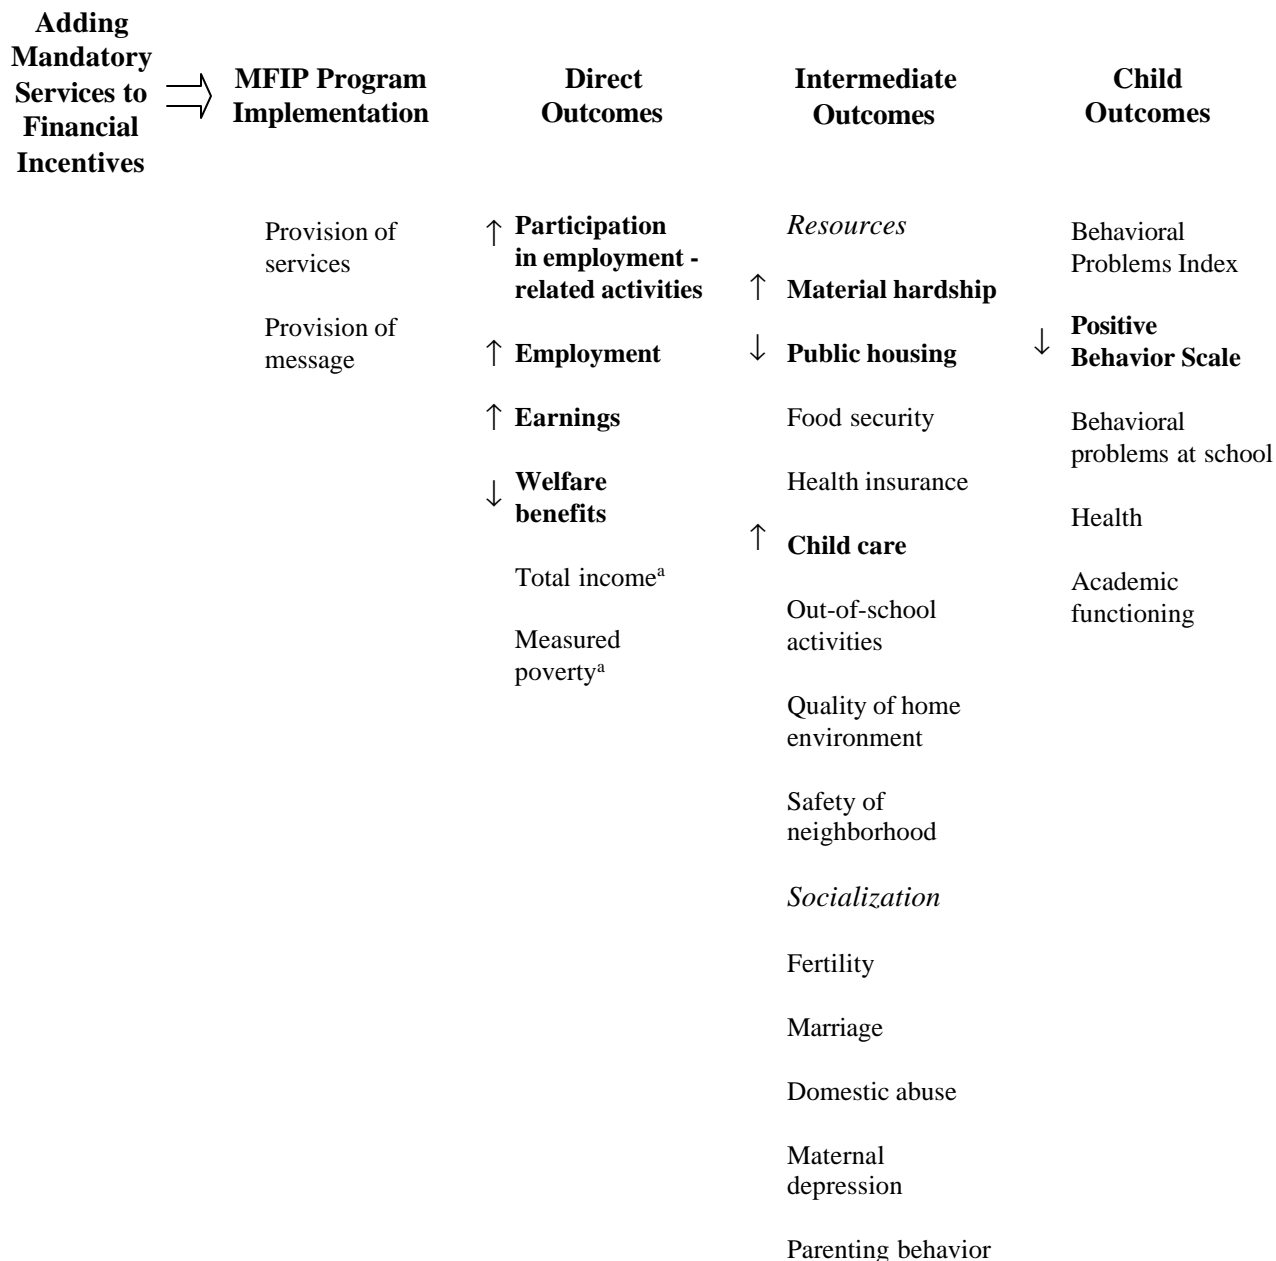 Adding
Mandatory
Services to
Financial
Incentives
⇒
MFIP Program
Implementation
Direct
Outcomes
Intermediate
Outcomes
Child
Outcomes
Provision of
services
Provision of
message
↑ Participation
in employment -
related activities
↑ Employment
↑ Earnings
↓ Welfare
benefits
Total incomeᵃ
Measured
povertyᵃ
Resources
↑ Material hardship
↓ Public housing
Food security
Health insurance
↑ Child care
Out-of-school
activities
Quality of home
environment
Safety of
neighborhood
Socialization
Fertility
Marriage
Domestic abuse
Maternal
depression
Parenting behavior
Behavioral
Problems Index
↓ Positive
Behavior Scale
Behavioral
problems at school
Health
Academic
functioning